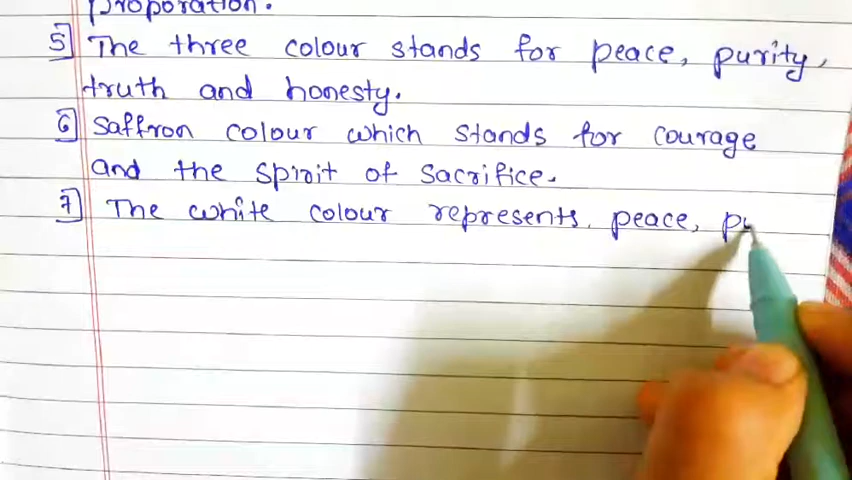 proporation.
5] The three colour stands for peace, purity,
truth and honesty.
6] Saffron colour which stands for courage
and the spirit of sacrifice.
7] The white colour represents, peace, pu